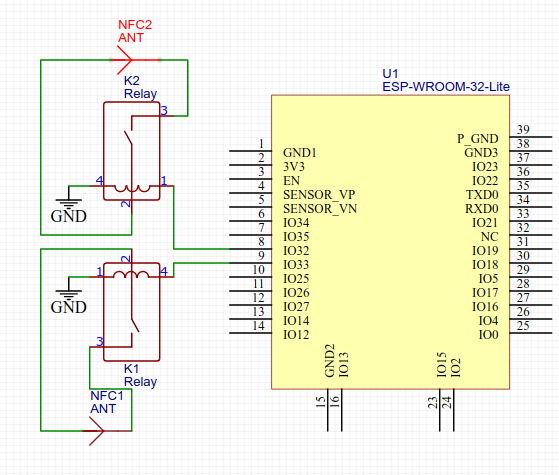 NFC2
ANT
K2
Relay
3
4
1
2
GND
2
1
4
GND
3
K1
Relay
NFC1
ANT
U1
ESP-WROOM-32-Lite
1 GND1
2 3V3
3 EN
4 SENSOR_VP
5 SENSOR_VN
6 IO34
7 IO35
8 IO32
9 IO33
10 IO25
11 IO26
12 IO27
13 IO14
14 IO12
P_GND 39
GND3 38
IO23 37
IO22 36
TXD0 35
RXD0 34
IO21 33
NC 32
IO19 31
IO18 30
IO5 29
IO17 28
IO16 27
IO4 26
IO0 25
GND2 15
IO13 16
IO15 23
IO2 24